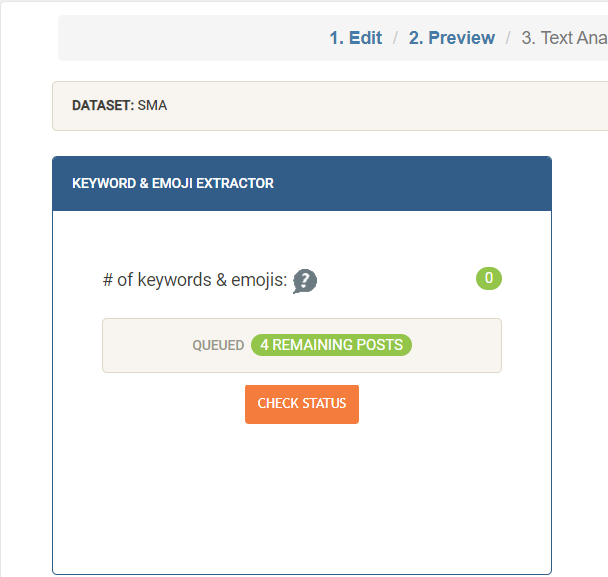 1. Edit / 2. Preview / 3. Text Ana
DATASET: SMA
KEYWORD & EMOJI EXTRACTOR
# of keywords & emojis: ? 0
QUEUED 4 REMAINING POSTS
CHECK STATUS